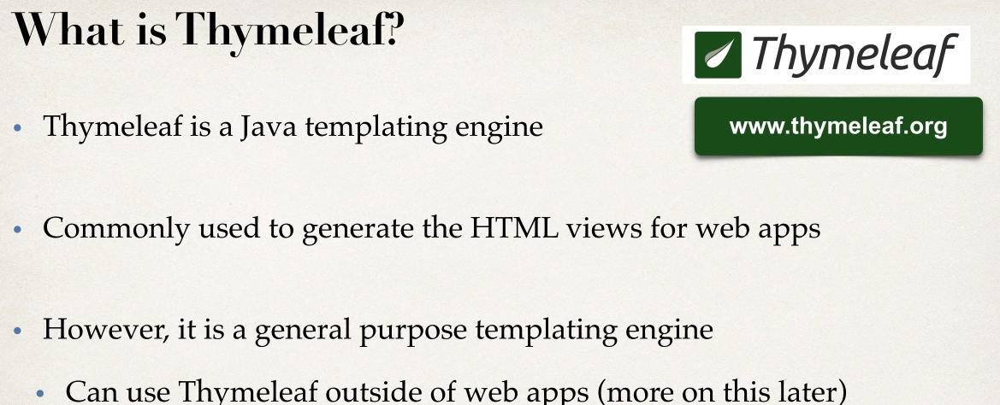 What is Thymeleaf?
Thymeleaf
www.thymeleaf.org
• Thymeleaf is a Java templating engine
• Commonly used to generate the HTML views for web apps
• However, it is a general purpose templating engine
• Can use Thymeleaf outside of web apps (more on this later)